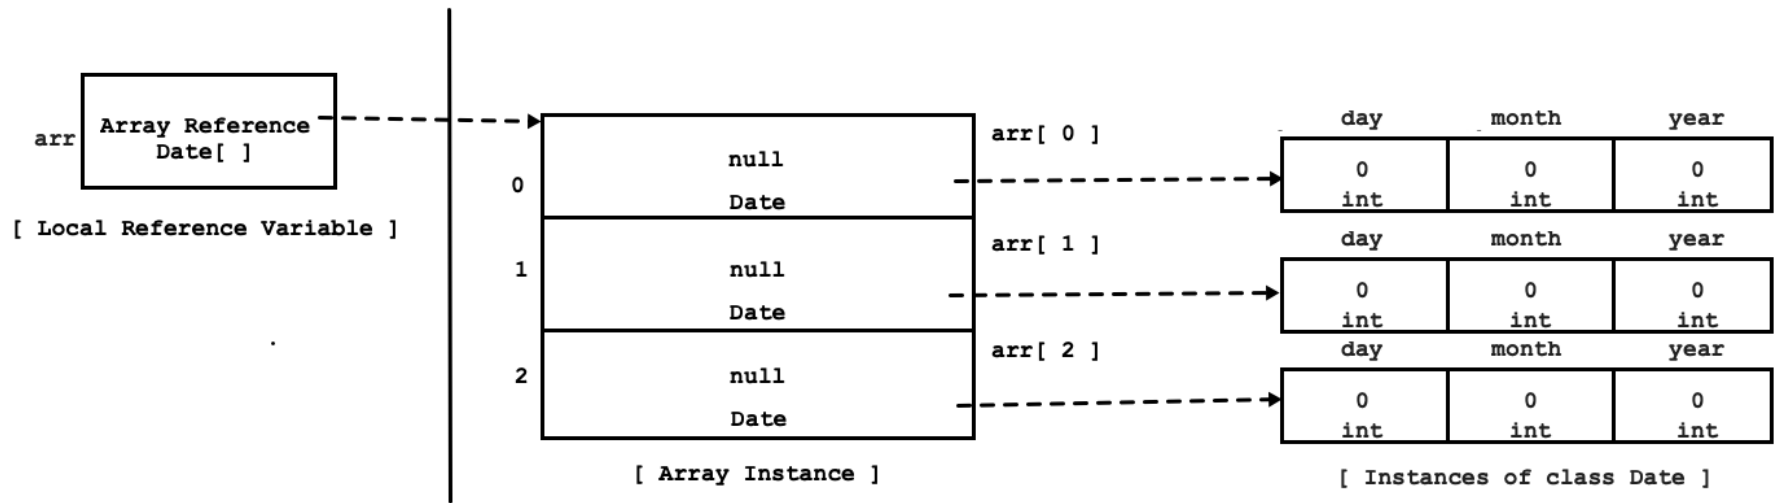 arr
Array Reference
Date[ ]
[ Local Reference Variable ]
0
null
Date
1
null
Date
2
null
Date
[ Array Instance ]
arr[ 0 ]
arr[ 1 ]
arr[ 2 ]
day month year
0 0 0
int int int
day month year
0 0 0
int int int
day month year
0 0 0
int int int
[ Instances of class Date ]